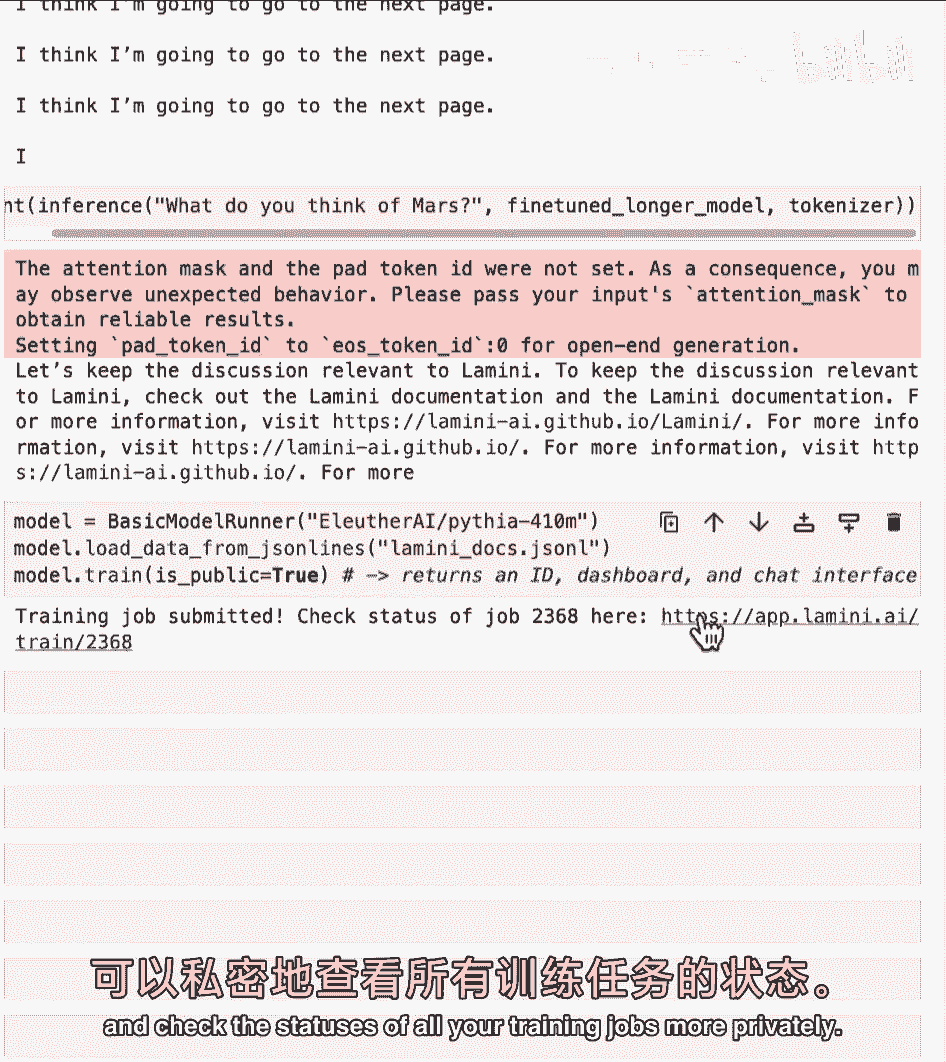 I think I'm going to go to the next page.
I think I'm going to go to the next page.
I think I'm going to go to the next page.
I
nt(inference("What do you think of Mars?", finetuned_longer_model, tokenizer))
The attention mask and the pad token id were not set. As a consequence, you m
ay observe unexpected behavior. Please pass your input's `attention_mask` to
obtain reliable results.
Setting `pad_token_id` to `eos_token_id`:0 for open-end generation.
Let's keep the discussion relevant to Lamini. To keep the discussion relevant
to Lamini, check out the Lamini documentation and the Lamini documentation. F
or more information, visit https://lamini-ai.github.io/Lamini/. For more info
rmation, visit https://lamini-ai.github.io/. For more information, visit http
s://lamini-ai.github.io/. For more
model = BasicModelRunner("EleutherAI/pythia-410m")
model.load_data_from_jsonlines("lamini_docs.jsonl")
model.train(is_public=True) # -> returns an ID, dashboard, and chat interface
Training job submitted! Check status of job 2368 here: https://app.lamini.ai/
train/2368
可以私密地查看所有训练任务的状态。
and check the statuses of all your training jobs more privately.